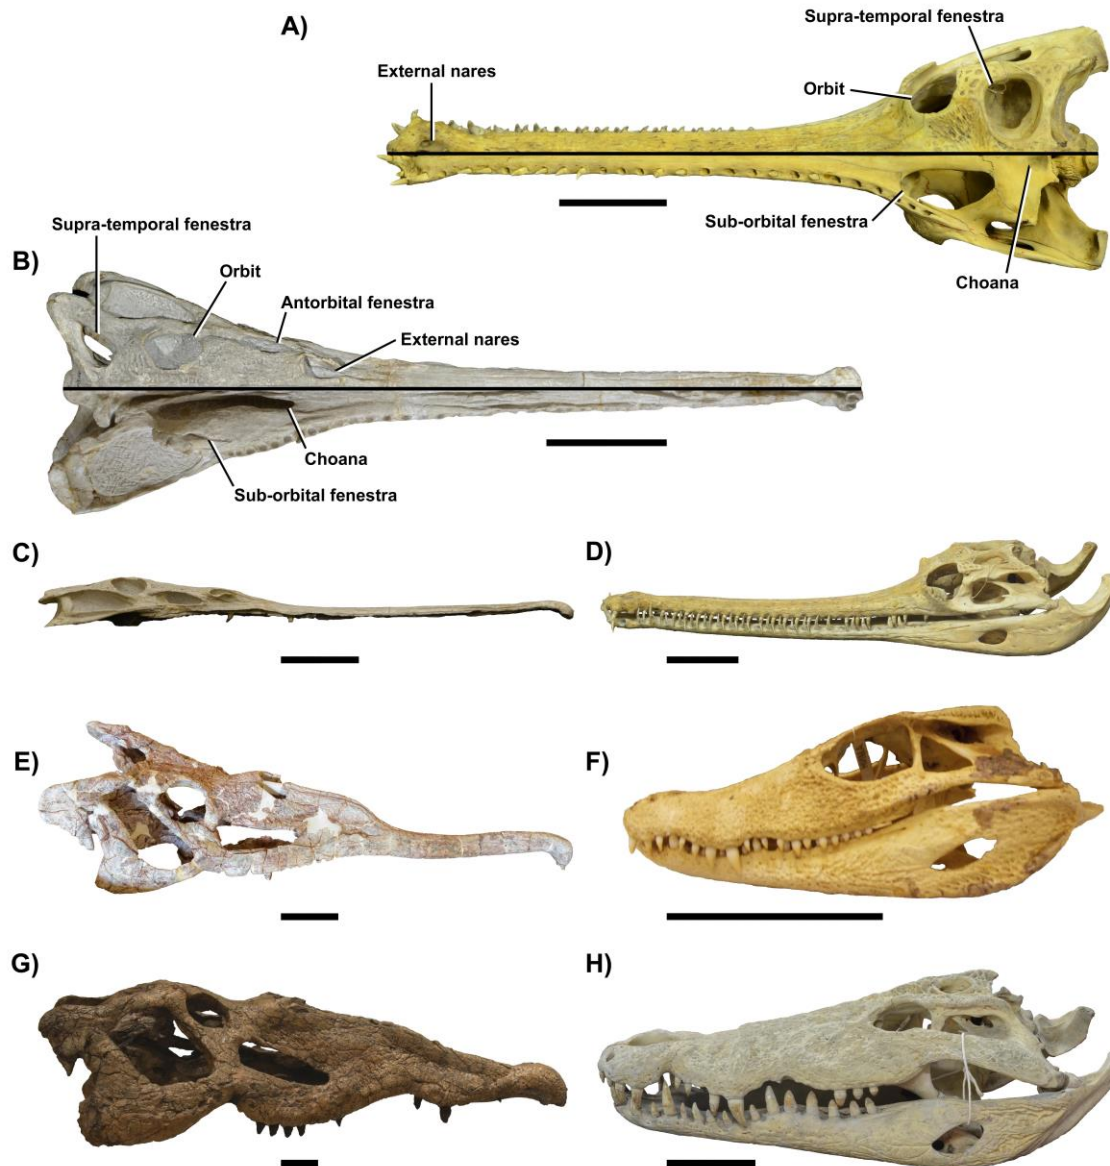 A)
Supra-temporal fenestra
External nares
Orbit
Sub-orbital fenestra
Choana
B)
Supra-temporal fenestra
Orbit
Antorbital fenestra
External nares
Choana
Sub-orbital fenestra
C)
D)
E)
F)
G)
H)